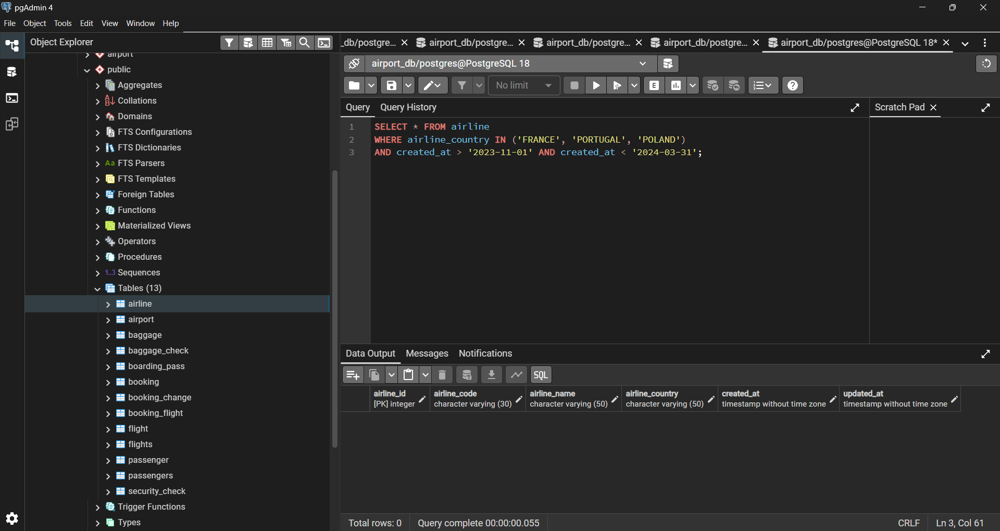 pgAdmin 4
File Object Tools Edit View Window Help
Object Explorer
_db/postgre... airport_db/postgre... airport_db/postgre... airport_db/postgre... airport_db/postgres@PostgreSQL 18*
airport
public
Aggregates
Collations
Domains
FTS Configurations
FTS Dictionaries
Aa FTS Parsers
FTS Templates
Foreign Tables
Functions
Materialized Views
Operators
Procedures
1..3 Sequences
Tables (13)
airline
airport
baggage
baggage_check
boarding_pass
booking
booking_change
booking_flight
flight
flights
passenger
passengers
security_check
Trigger Functions
Types
airport_db/postgres@PostgreSQL 18
No limit E
Query Query History
Scratch Pad
1 SELECT * FROM airline
2 WHERE airline_country IN ('FRANCE', 'PORTUGAL', 'POLAND')
3 AND created_at > '2023-11-01' AND created_at < '2024-03-31';
Data Output Messages Notifications
SQL
airline_id airline_code airline_name airline_country created_at updated_at
[PK] integer character varying (30) character varying (50) character varying (50) timestamp without time zone timestamp without time zone
Total rows: 0 Query complete 00:00:00.055 CRLF Ln 3, Col 61